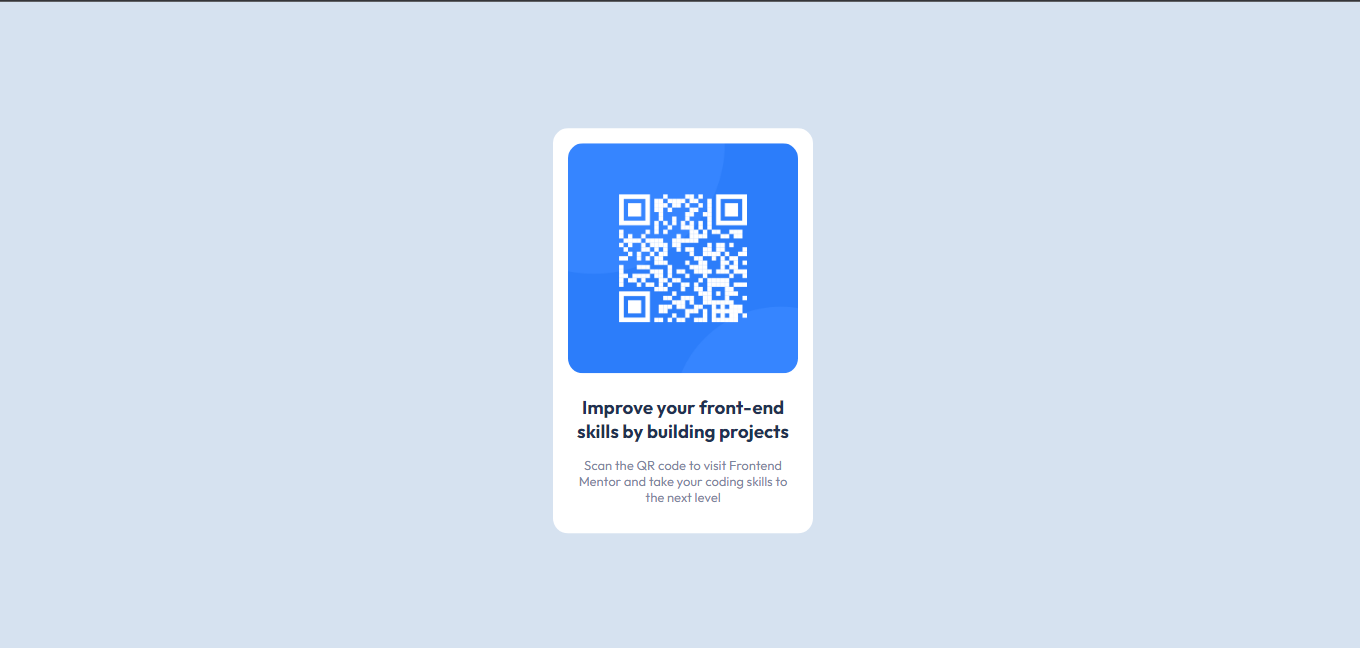 Improve your front-end
skills by building projects
Scan the QR code to visit Frontend
Mentor and take your coding skills to
the next level